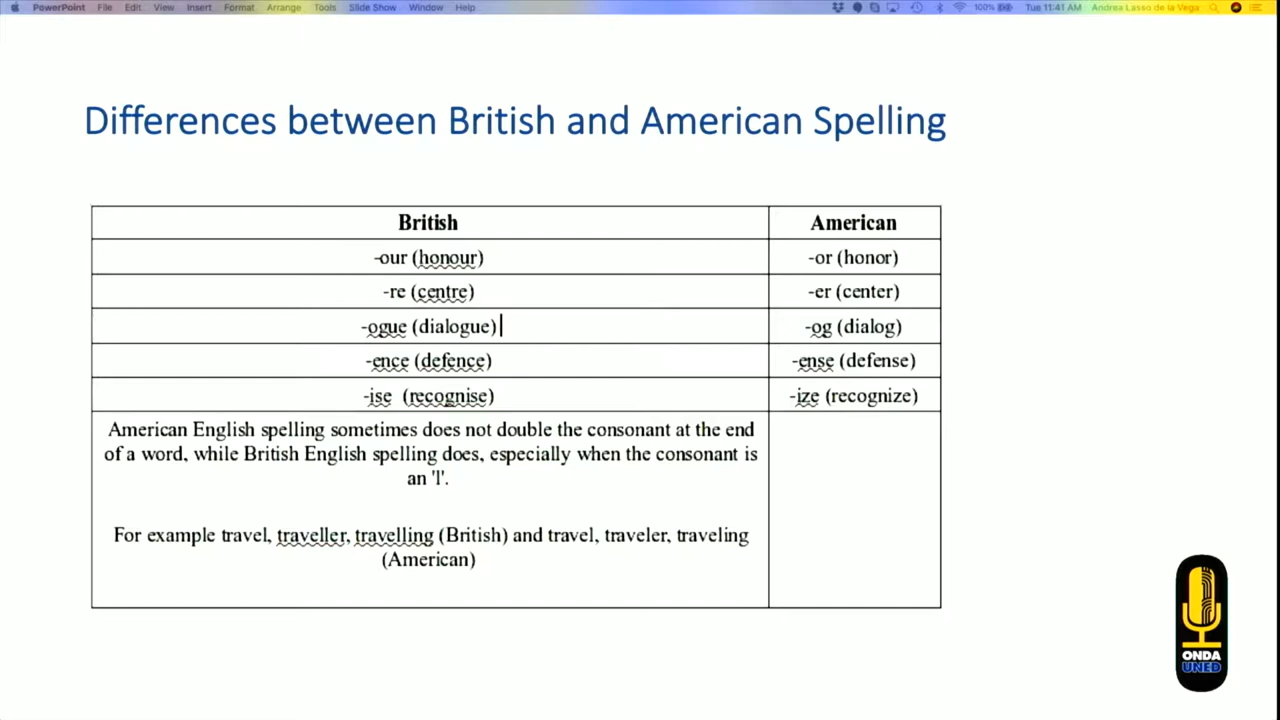 PowerPoint File Edit View Insert Format Arrange Tools Slide Show Window Help 100% Tue 11:41 AM Andrea Lasso de la Vega
Differences between British and American Spelling
British American
-our (honour) -or (honor)
-re (centre) -er (center)
-ogue (dialogue) -og (dialog)
-ence (defence) -ense (defense)
-ise (recognise) -ize (recognize)
American English spelling sometimes does not double the consonant at the end
of a word, while British English spelling does, especially when the consonant is
an 'l'.
For example travel, traveller, travelling (British) and travel, traveler, traveling
(American)
ONDA
UNED